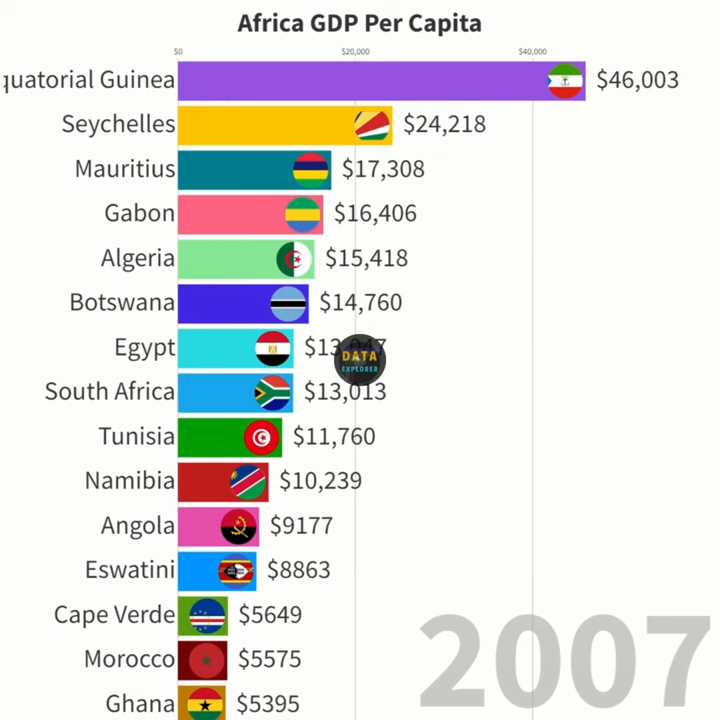 Africa GDP Per Capita
$0 $20,000 $40,000
quatorial Guinea $46,003
Seychelles $24,218
Mauritius $17,308
Gabon $16,406
Algeria $15,418
Botswana $14,760
Egypt $13,047
DATA
EXPLORER
South Africa $13,013
Tunisia $11,760
Namibia $10,239
Angola $9177
Eswatini $8863
Cape Verde $5649
Morocco $5575
Ghana $5395
2007